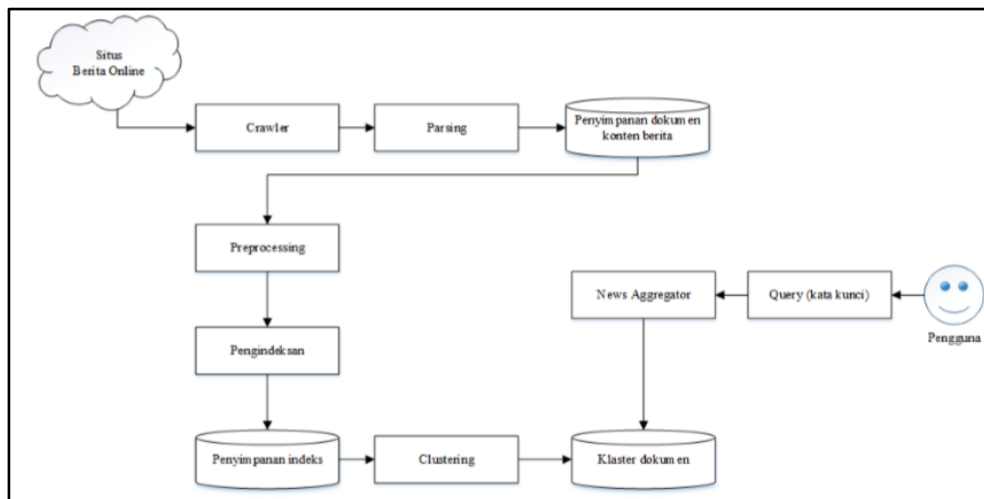 Situs
Berita Online
Crawler
Parsing
Penyimpanan dokumen
konten berita
Preprocessing
News Aggregator
Query (kata kunci)
Pengguna
Pengindeksan
Penyimpanan indeks
Clustering
Klaster dokumen